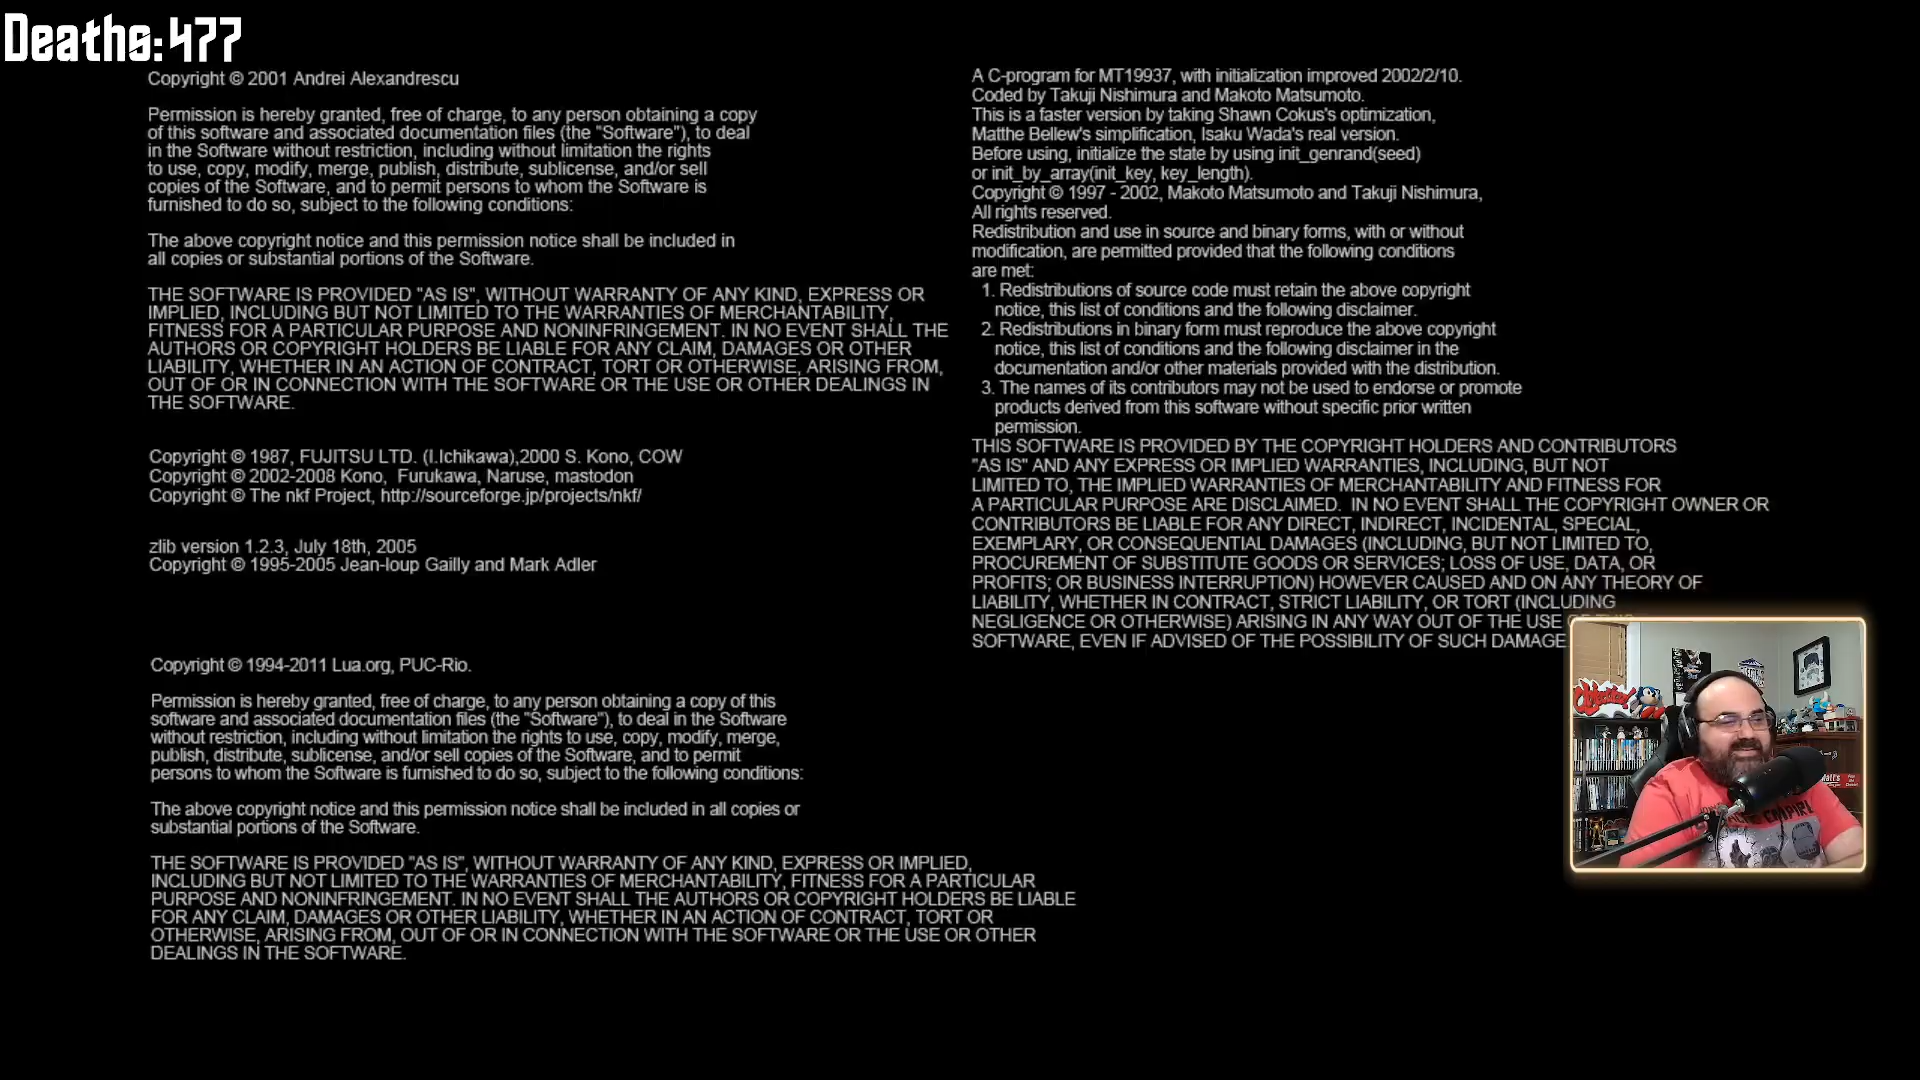 Deaths:477
Copyright © 2001 Andrei Alexandrescu
Permission is hereby granted, free of charge, to any person obtaining a copy
of this software and associated documentation files (the "Software"), to deal
in the Software without restriction, including without limitation the rights
to use, copy, modify, merge, publish, distribute, sublicense, and/or sell
copies of the Software, and to permit persons to whom the Software is
furnished to do so, subject to the following conditions:
The above copyright notice and this permission notice shall be included in
all copies or substantial portions of the Software.
THE SOFTWARE IS PROVIDED "AS IS", WITHOUT WARRANTY OF ANY KIND, EXPRESS OR
IMPLIED, INCLUDING BUT NOT LIMITED TO THE WARRANTIES OF MERCHANTABILITY,
FITNESS FOR A PARTICULAR PURPOSE AND NONINFRINGEMENT. IN NO EVENT SHALL THE
AUTHORS OR COPYRIGHT HOLDERS BE LIABLE FOR ANY CLAIM, DAMAGES OR OTHER
LIABILITY, WHETHER IN AN ACTION OF CONTRACT, TORT OR OTHERWISE, ARISING FROM,
OUT OF OR IN CONNECTION WITH THE SOFTWARE OR THE USE OR OTHER DEALINGS IN
THE SOFTWARE.
Copyright © 1987, FUJITSU LTD. (I.Ichikawa),2000 S. Kono, COW
Copyright © 2002-2008 Kono, Furukawa, Naruse, mastodon
Copyright © The nkf Project, http://sourceforge.jp/projects/nkf/
zlib version 1.2.3, July 18th, 2005
Copyright © 1995-2005 Jean-loup Gailly and Mark Adler
Copyright © 1994-2011 Lua.org, PUC-Rio.
Permission is hereby granted, free of charge, to any person obtaining a copy of this
software and associated documentation files (the "Software"), to deal in the Software
without restriction, including without limitation the rights to use, copy, modify, merge,
publish, distribute, sublicense, and/or sell copies of the Software, and to permit
persons to whom the Software is furnished to do so, subject to the following conditions:
The above copyright notice and this permission notice shall be included in all copies or
substantial portions of the Software.
THE SOFTWARE IS PROVIDED "AS IS", WITHOUT WARRANTY OF ANY KIND, EXPRESS OR IMPLIED,
INCLUDING BUT NOT LIMITED TO THE WARRANTIES OF MERCHANTABILITY, FITNESS FOR A PARTICULAR
PURPOSE AND NONINFRINGEMENT. IN NO EVENT SHALL THE AUTHORS OR COPYRIGHT HOLDERS BE LIABLE
FOR ANY CLAIM, DAMAGES OR OTHER LIABILITY, WHETHER IN AN ACTION OF CONTRACT, TORT OR
OTHERWISE, ARISING FROM, OUT OF OR IN CONNECTION WITH THE SOFTWARE OR THE USE OR OTHER
DEALINGS IN THE SOFTWARE.
A C-program for MT19937, with initialization improved 2002/2/10.
Coded by Takuji Nishimura and Makoto Matsumoto.
This is a faster version by taking Shawn Cokus's optimization,
Matthe Bellew's simplification, Isaku Wada's real version.
Before using, initialize the state by using init_genrand(seed)
or init_by_array(init_key, key_length).
Copyright © 1997 - 2002, Makoto Matsumoto and Takuji Nishimura,
All rights reserved.
Redistribution and use in source and binary forms, with or without
modification, are permitted provided that the following conditions
are met:
1. Redistributions of source code must retain the above copyright
notice, this list of conditions and the following disclaimer.
2. Redistributions in binary form must reproduce the above copyright
notice, this list of conditions and the following disclaimer in the
documentation and/or other materials provided with the distribution.
3. The names of its contributors may not be used to endorse or promote
products derived from this software without specific prior written
permission.
THIS SOFTWARE IS PROVIDED BY THE COPYRIGHT HOLDERS AND CONTRIBUTORS
"AS IS" AND ANY EXPRESS OR IMPLIED WARRANTIES, INCLUDING, BUT NOT
LIMITED TO, THE IMPLIED WARRANTIES OF MERCHANTABILITY AND FITNESS FOR
A PARTICULAR PURPOSE ARE DISCLAIMED. IN NO EVENT SHALL THE COPYRIGHT OWNER OR
CONTRIBUTORS BE LIABLE FOR ANY DIRECT, INDIRECT, INCIDENTAL, SPECIAL,
EXEMPLARY, OR CONSEQUENTIAL DAMAGES (INCLUDING, BUT NOT LIMITED TO,
PROCUREMENT OF SUBSTITUTE GOODS OR SERVICES; LOSS OF USE, DATA, OR
PROFITS; OR BUSINESS INTERRUPTION) HOWEVER CAUSED AND ON ANY THEORY OF
LIABILITY, WHETHER IN CONTRACT, STRICT LIABILITY, OR TORT (INCLUDING
NEGLIGENCE OR OTHERWISE) ARISING IN ANY WAY OUT OF THE USE
SOFTWARE, EVEN IF ADVISED OF THE POSSIBILITY OF SUCH DAMAGE
Objection!
EMPIRE